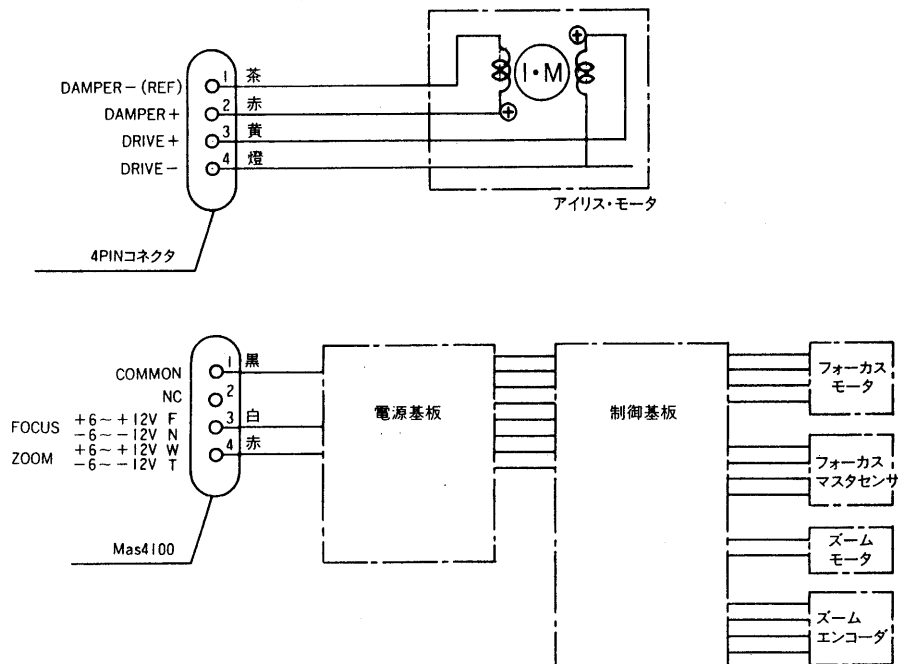 DAMPER−(REF) 1 茶
DAMPER+ 2 赤
DRIVE+ 3 黄
DRIVE− 4 燈
I・M
アイリス・モータ
4PINコネクタ
COMMON 1 黒
NC 2
FOCUS +6~+12V F 3 白
−6~−12V N
ZOOM +6~+12V W 4 赤
−6~−12V T
Mas4100
電源基板
制御基板
フォーカス
モータ
フォーカス
マスタセンサ
ズーム
モータ
ズーム
エンコーダ